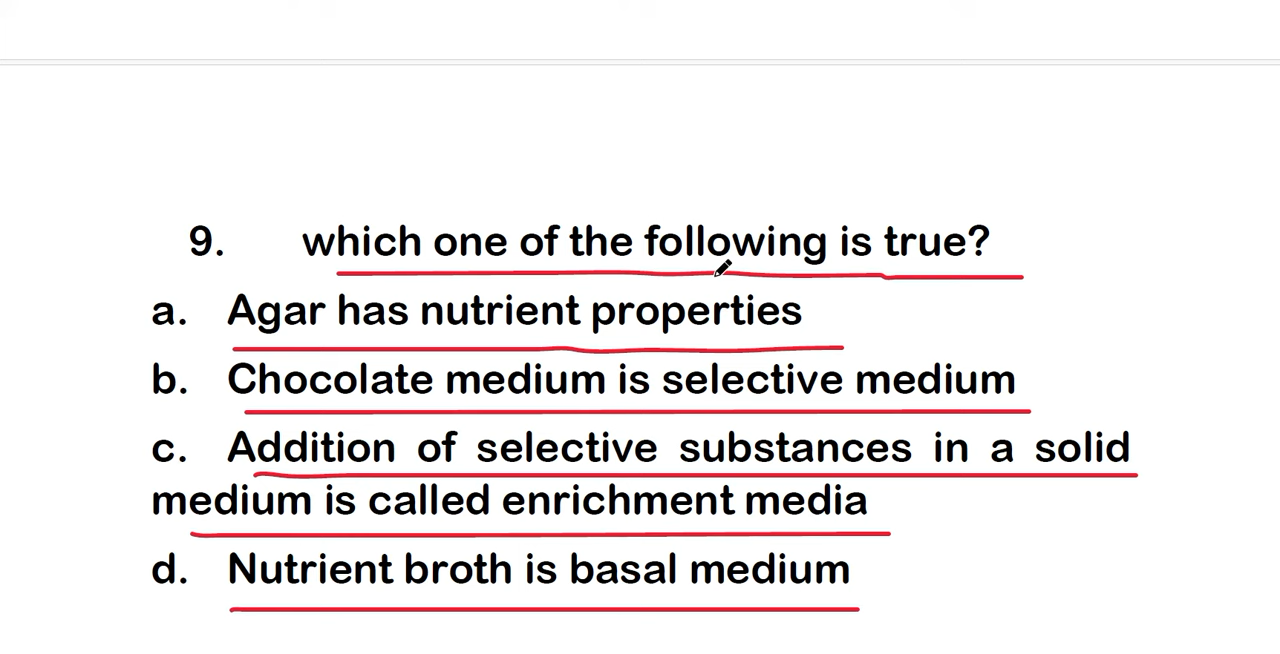 9. which one of the following is true?
a. Agar has nutrient properties
b. Chocolate medium is selective medium
c. Addition of selective substances in a solid
medium is called enrichment media
d. Nutrient broth is basal medium